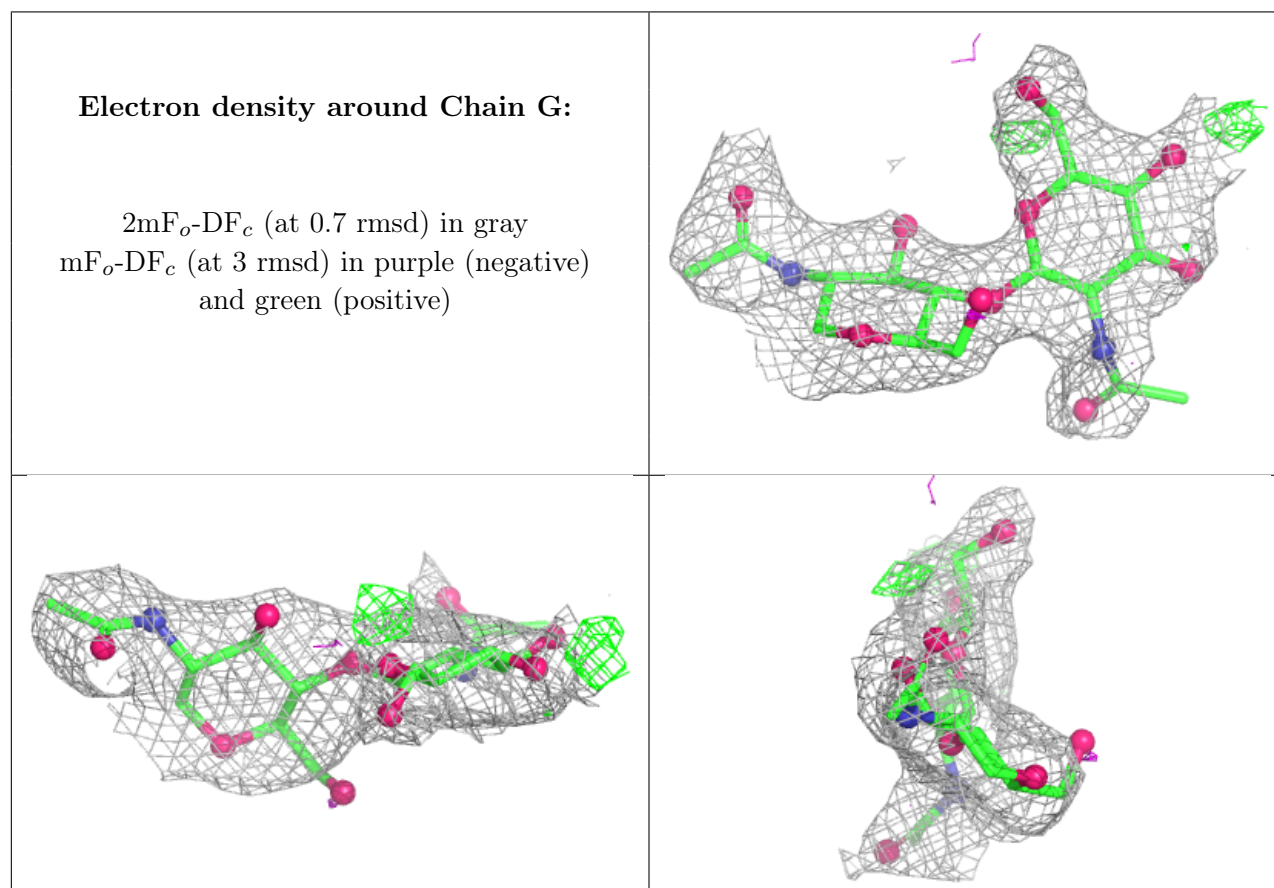 Electron density around Chain G:
2mFo-DFc (at 0.7 rmsd) in gray
mFo-DFc (at 3 rmsd) in purple (negative)
and green (positive)